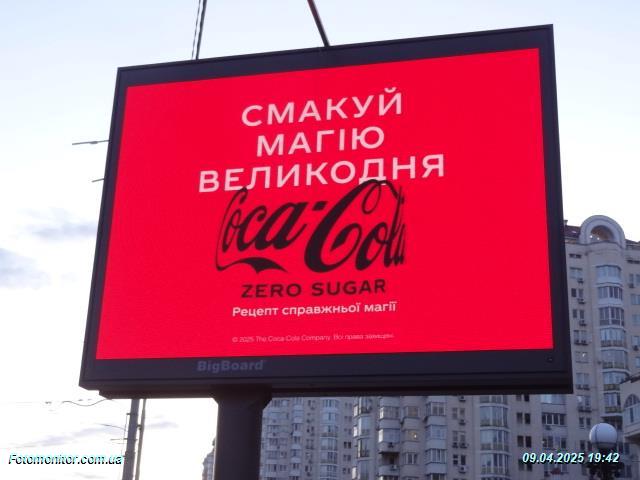 СМАКУЙ
МАГІЮ
ВЕЛИКОДНЯ
Coca-Cola
ZERO SUGAR
Рецепт справжньої магії
© 2025 The Coca-Cola Company. Всі права захищені.
BigBoard
Fotomonitor.com.ua
09.04.2025 19:42